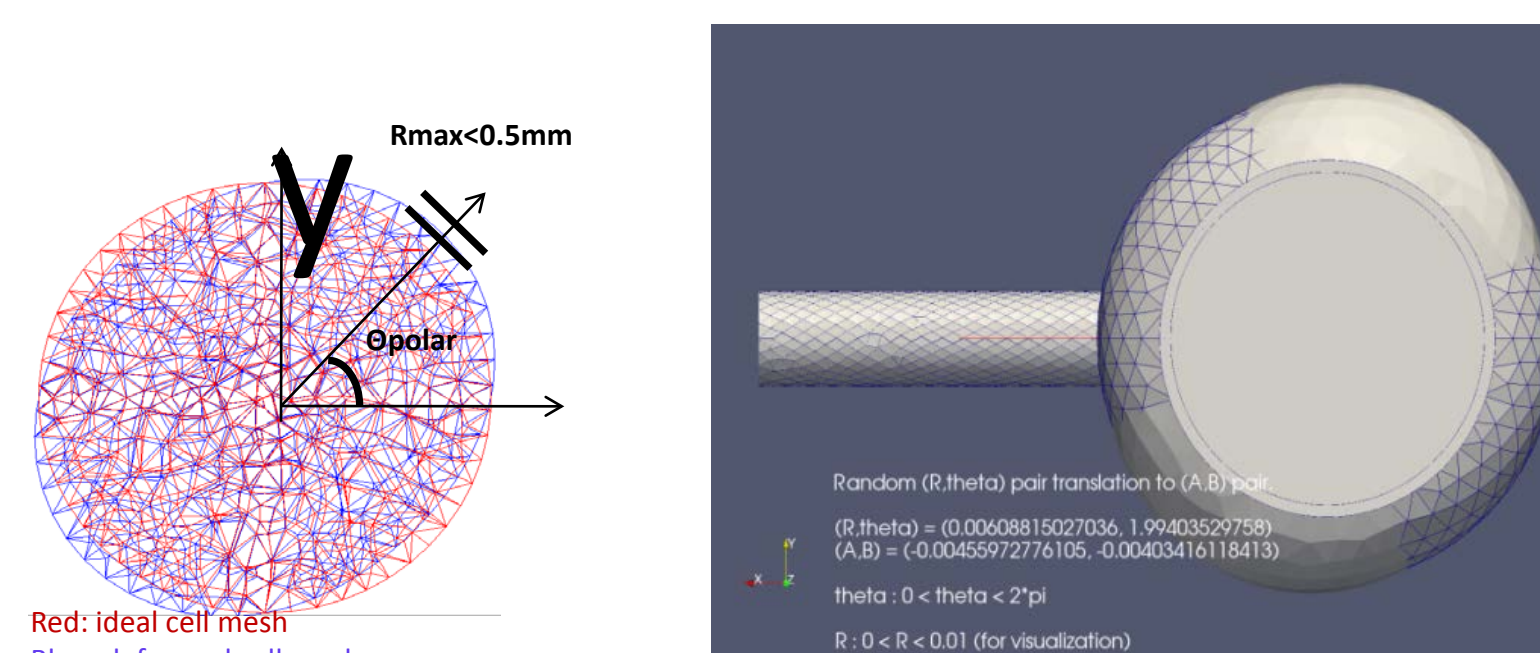 Rmax<0.5mm
y
Θpolar
Red: ideal cell mesh
Random (R,theta) pair translation to (A,B) pair.
(R,theta) = (0.00608815027036, 1.99403529758)
(A,B) = (-0.00455972776105, -0.00403416118413)
Y
X
Z
theta : 0 < theta < 2*pi
R : 0 < R < 0.01 (for visualization)